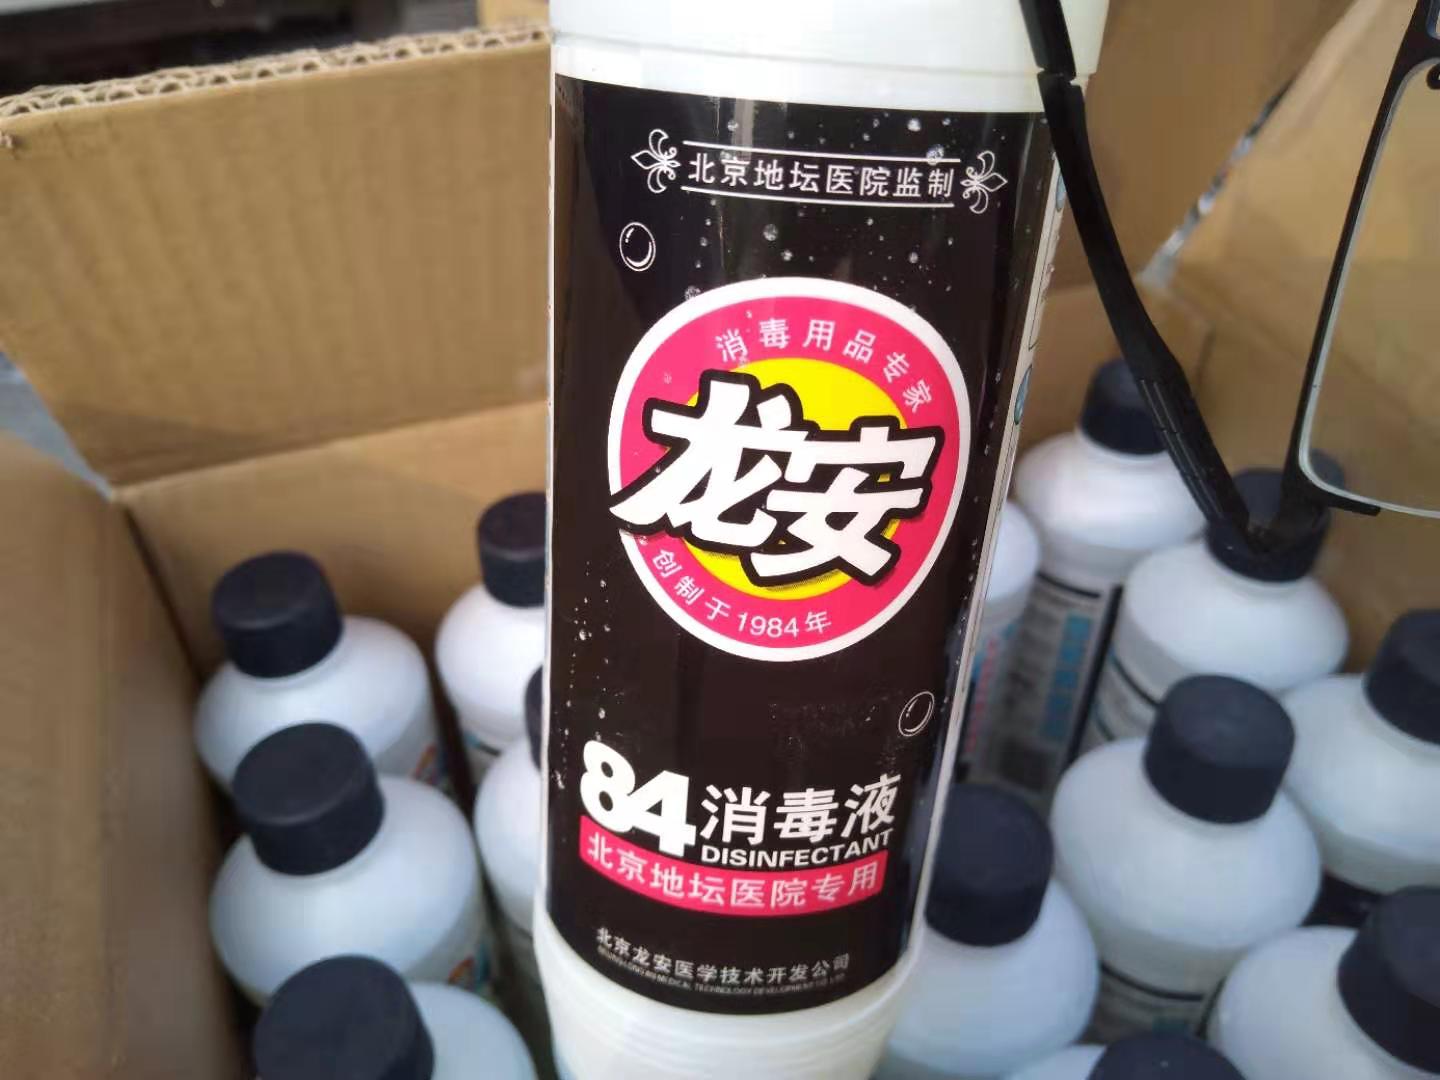 北京地坛医院监制
消毒用品专家
龙安
创制于1984年
84消毒液
DISINFECTANT
北京地坛医院专用
北京龙安医学技术开发公司